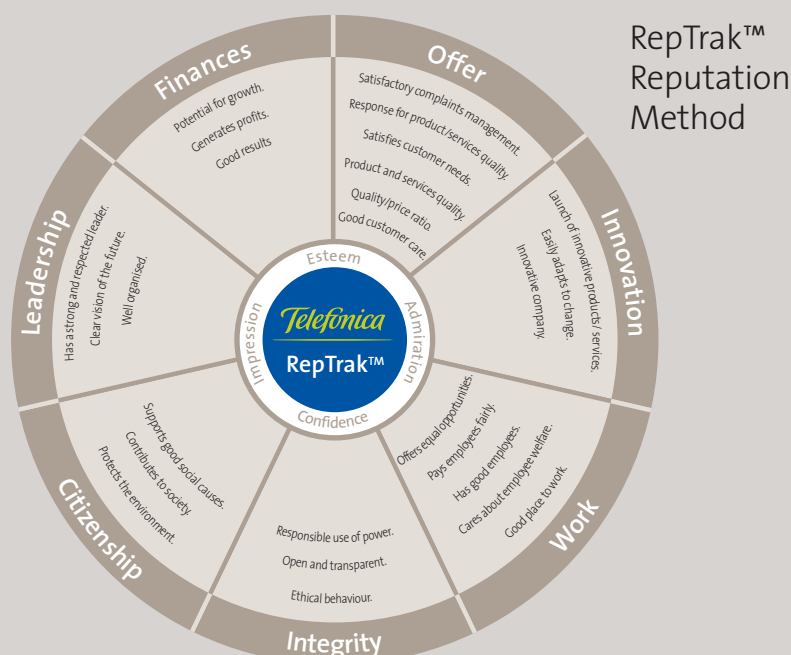 RepTrak™
Reputation
Method
Offer
Satisfactory complaints management.
Response for product/services quality.
Satisfies customer needs.
Product and services quality.
Quality/price ratio.
Good customer care.
Innovation
Launch of innovative products/ services.
Easily adapts to change.
Innovative company.
Work
Offers equal opportunities.
Pays employees fairly.
Has good employees.
Cares about employee welfare.
Good place to work.
Integrity
Responsible use of power.
Open and transparent.
Ethical behaviour.
Citizenship
Supports good social causes.
Contributes to society.
Protects the environment.
Leadership
Has a strong and respected leader.
Clear vision of the future.
Well organised.
Finances
Potential for growth.
Generates profits.
Good results
Esteem
Admiration
Confidence
Impression
Telefónica
RepTrak™